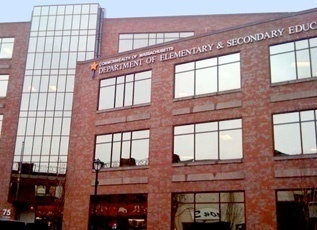 COMMONWEALTH OF MASSACHUSETTS
DEPARTMENT OF ELEMENTARY & SECONDARY EDUC
75